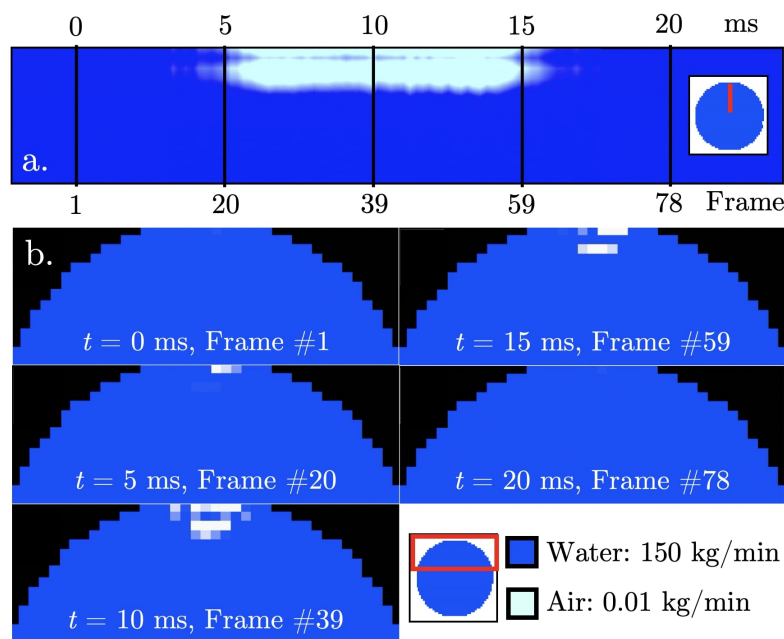 0 5 10 15 20 ms
a.
1 20 39 59 78 Frame
b.
t = 0 ms, Frame #1
t = 15 ms, Frame #59
t = 5 ms, Frame #20
t = 20 ms, Frame #78
t = 10 ms, Frame #39
Water: 150 kg/min
Air: 0.01 kg/min